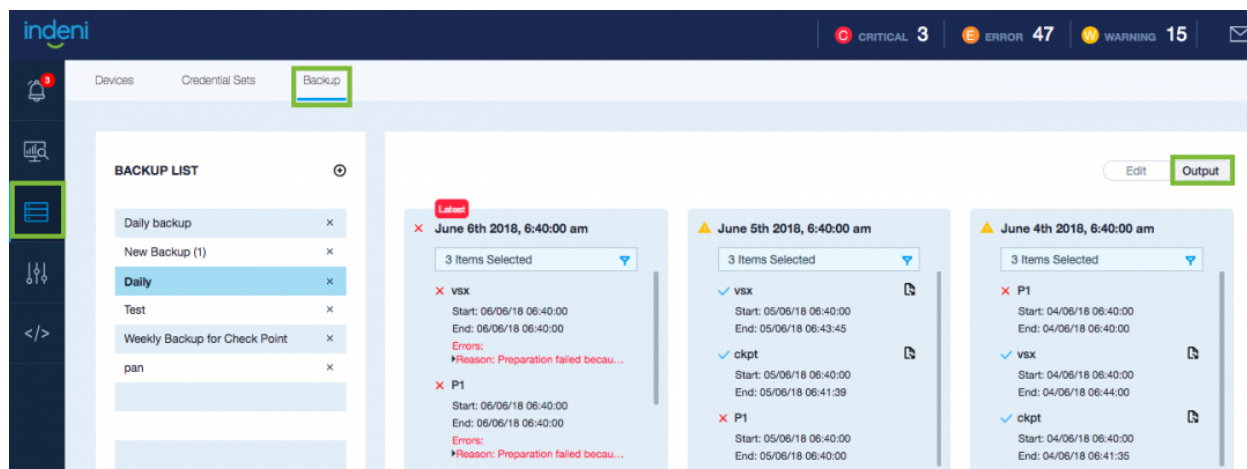 indeni
C CRITICAL 3
E ERROR 47
W WARNING 15
3
Devices Credential Sets Backup
</>
BACKUP LIST
Daily backup ×
New Backup (1) ×
Daily ×
Test ×
Weekly Backup for Check Point ×
pan ×
Edit Output
Latest
June 6th 2018, 6:40:00 am
3 Items Selected
vsx
Start: 06/06/18 06:40:00
End: 06/06/18 06:40:00
Errors:
Reason: Preparation failed becau...
P1
Start: 06/06/18 06:40:00
End: 06/06/18 06:40:00
Errors:
Reason: Preparation failed becau...
June 5th 2018, 6:40:00 am
3 Items Selected
vsx
Start: 05/06/18 06:40:00
End: 05/06/18 06:43:45
ckpt
Start: 05/06/18 06:40:00
End: 05/06/18 06:41:39
P1
Start: 05/06/18 06:40:00
End: 05/06/18 06:40:00
June 4th 2018, 6:40:00 am
3 Items Selected
P1
Start: 04/06/18 06:40:00
End: 04/06/18 06:40:00
vsx
Start: 04/06/18 06:40:00
End: 04/06/18 06:44:00
ckpt
Start: 04/06/18 06:40:00
End: 04/06/18 06:41:35